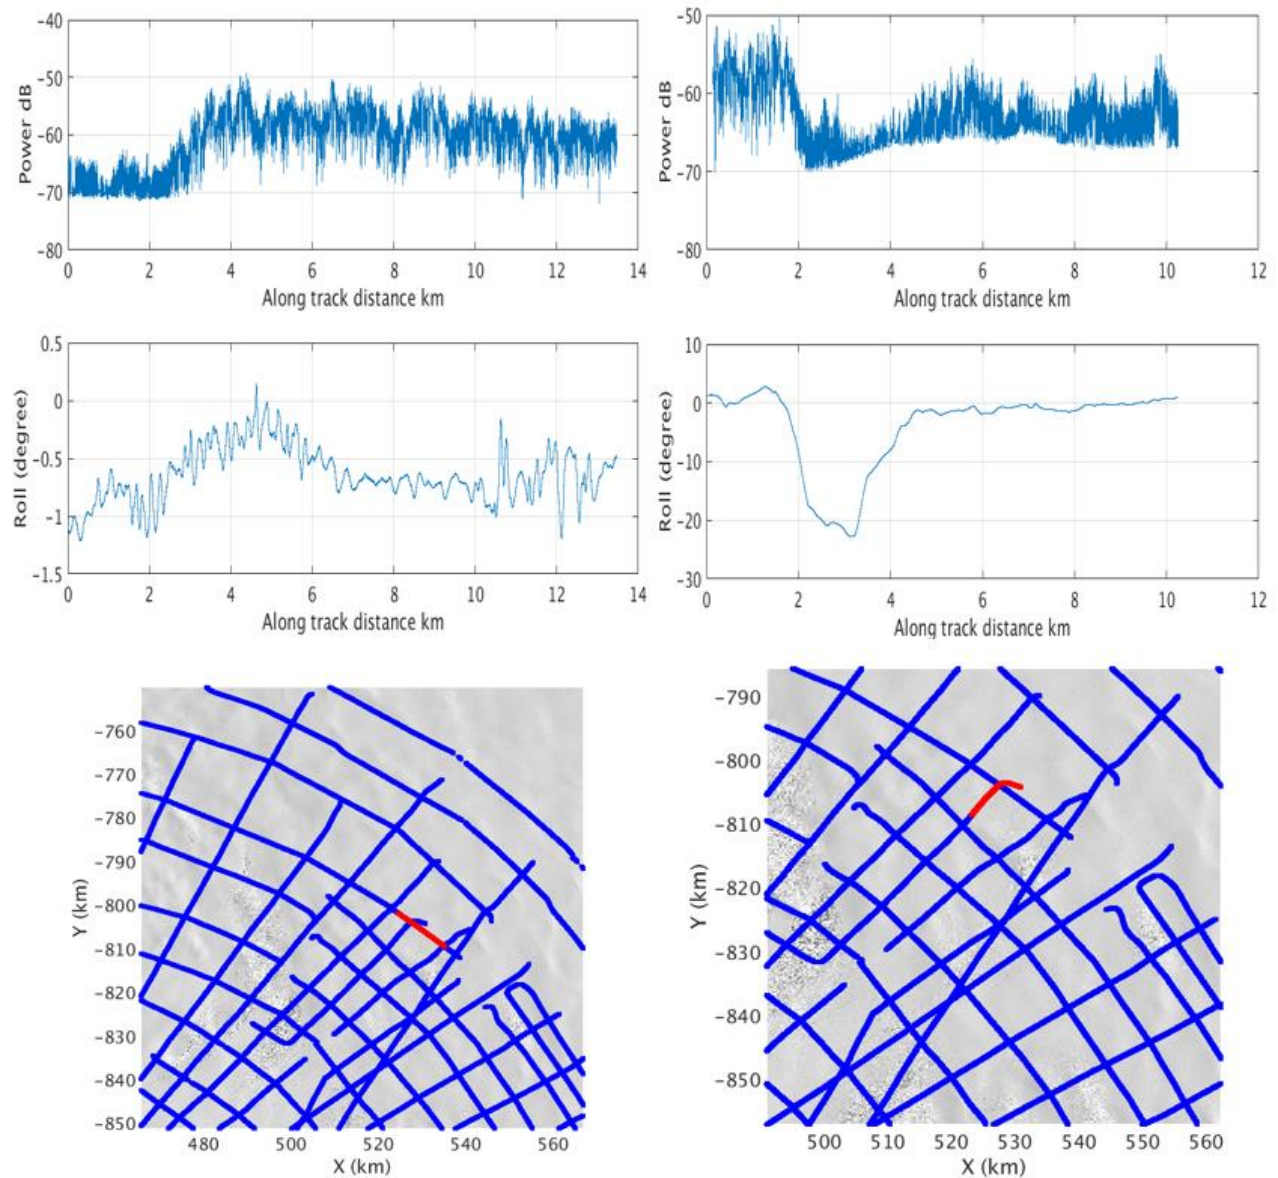 −40
−50
−60
−70
−80
Power dB
0 2 4 6 8 10 12 14
Along track distance km
−50
−60
−70
−80
Power dB
0 2 4 6 8 10 12
Along track distance km
0.5
0
−0.5
−1
−1.5
Roll (degree)
0 2 4 6 8 10 12 14
Along track distance km
10
0
−10
−20
−30
Roll (degree)
0 2 4 6 8 10 12
Along track distance km
−760
−770
−780
−790
−800
−810
−820
−830
−840
−850
Y (km)
480 500 520 540 560
X (km)
−790
−800
−810
−820
−830
−840
−850
Y (km)
500 510 520 530 540 550 560
X (km)